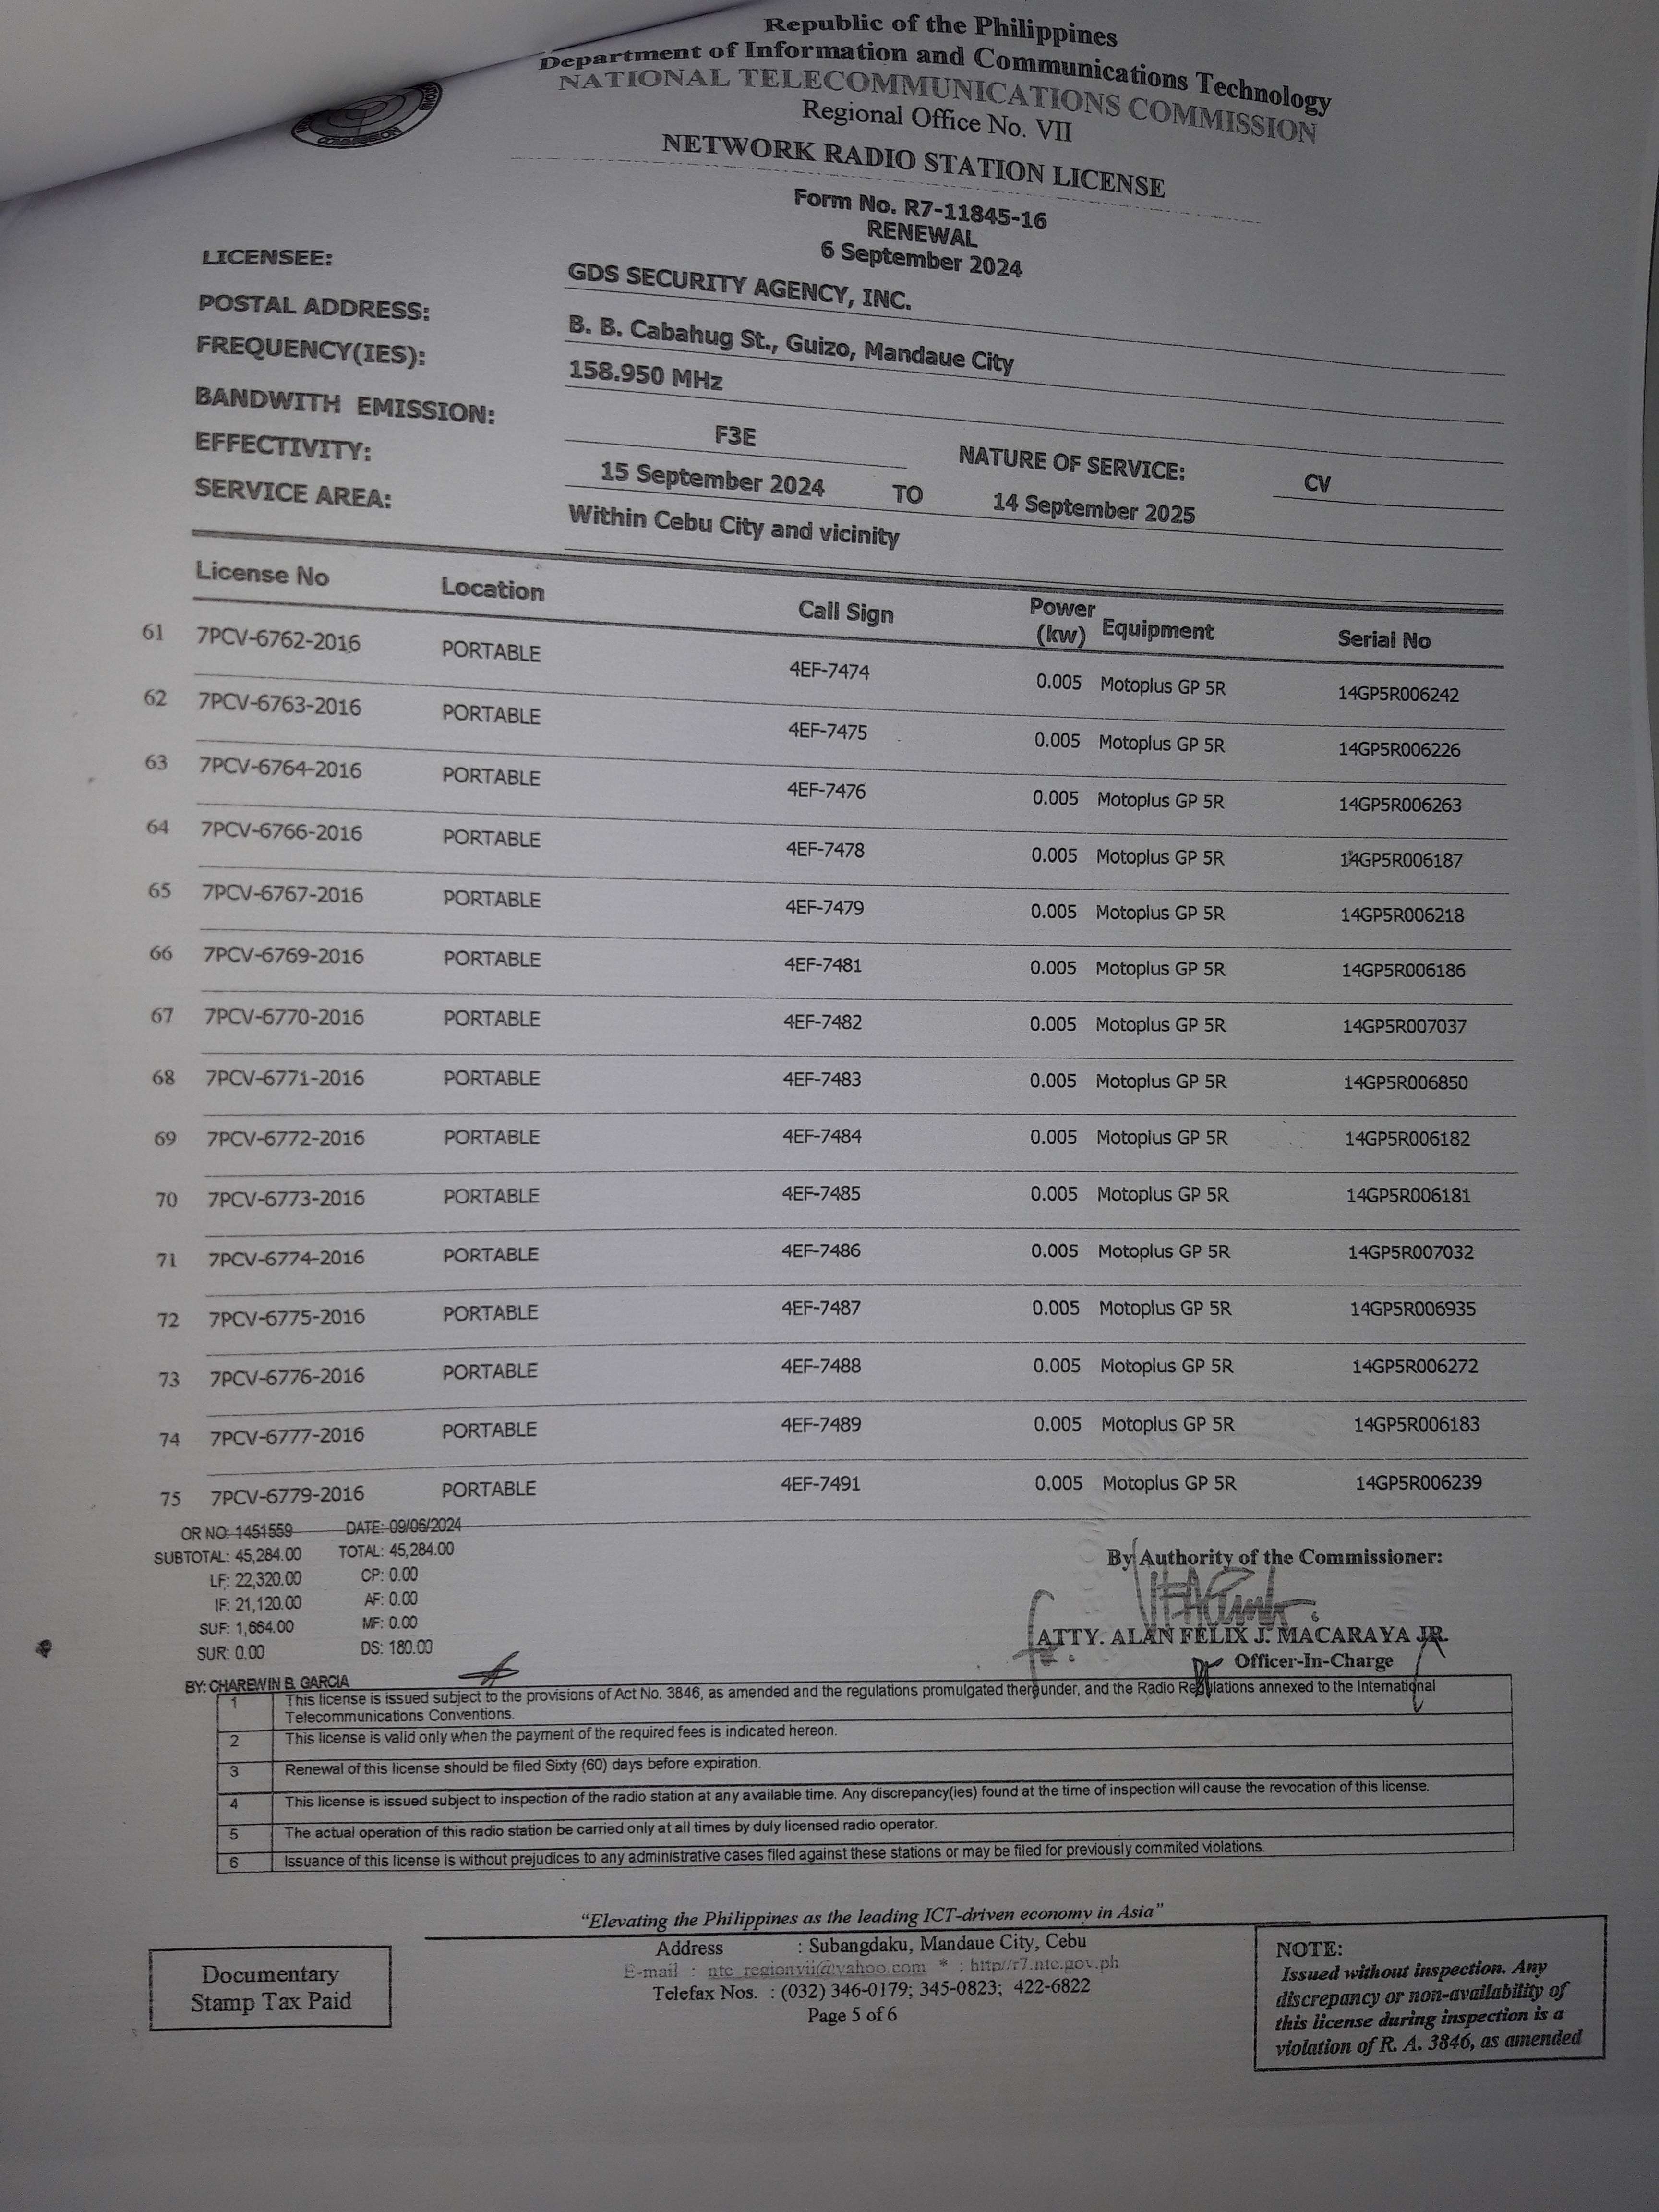 Republic of the Philippines
Department of Information and Communications Technology
NATIONAL TELECOMMUNICATIONS COMMISSION
Regional Office No. VII
NETWORK RADIO STATION LICENSE
Form No. R7-11845-16
RENEWAL
6 September 2024
LICENSEE: GDS SECURITY AGENCY, INC.
POSTAL ADDRESS: B. B. Cabahug St., Guizo, Mandaue City
FREQUENCY(IES): 158.950 MHz
BANDWITH EMISSION: F3E NATURE OF SERVICE: CV
EFFECTIVITY: 15 September 2024 TO 14 September 2025
SERVICE AREA: Within Cebu City and vicinity
License No Location Call Sign Power (kw) Equipment Serial No
61 7PCV-6762-2016 PORTABLE 4EF-7474 0.005 Motoplus GP 5R 14GP5R006242
62 7PCV-6763-2016 PORTABLE 4EF-7475 0.005 Motoplus GP 5R 14GP5R006226
63 7PCV-6764-2016 PORTABLE 4EF-7476 0.005 Motoplus GP 5R 14GP5R006263
64 7PCV-6766-2016 PORTABLE 4EF-7478 0.005 Motoplus GP 5R 14GP5R006187
65 7PCV-6767-2016 PORTABLE 4EF-7479 0.005 Motoplus GP 5R 14GP5R006218
66 7PCV-6769-2016 PORTABLE 4EF-7481 0.005 Motoplus GP 5R 14GP5R006186
67 7PCV-6770-2016 PORTABLE 4EF-7482 0.005 Motoplus GP 5R 14GP5R007037
68 7PCV-6771-2016 PORTABLE 4EF-7483 0.005 Motoplus GP 5R 14GP5R006850
69 7PCV-6772-2016 PORTABLE 4EF-7484 0.005 Motoplus GP 5R 14GP5R006182
70 7PCV-6773-2016 PORTABLE 4EF-7485 0.005 Motoplus GP 5R 14GP5R006181
71 7PCV-6774-2016 PORTABLE 4EF-7486 0.005 Motoplus GP 5R 14GP5R007032
72 7PCV-6775-2016 PORTABLE 4EF-7487 0.005 Motoplus GP 5R 14GP5R006935
73 7PCV-6776-2016 PORTABLE 4EF-7488 0.005 Motoplus GP 5R 14GP5R006272
74 7PCV-6777-2016 PORTABLE 4EF-7489 0.005 Motoplus GP 5R 14GP5R006183
75 7PCV-6779-2016 PORTABLE 4EF-7491 0.005 Motoplus GP 5R 14GP5R006239
OR NO: 1451559 DATE: 09/06/2024
SUBTOTAL: 45,284.00 TOTAL: 45,284.00
LF: 22,320.00 CP: 0.00
IF: 21,120.00 AF: 0.00
SUF: 1,664.00 MF: 0.00
SUR: 0.00 DS: 180.00
BY: CHAREWIN B. GARCIA
By Authority of the Commissioner:
ATTY. ALAN FELIX J. MACARAYA JR.
Officer-In-Charge
1 This license is issued subject to the provisions of Act No. 3846, as amended and the regulations promulgated thereunder, and the Radio Regulations annexed to the International
Telecommunications Conventions.
2 This license is valid only when the payment of the required fees is indicated hereon.
3 Renewal of this license should be filed Sixty (60) days before expiration.
4 This license is issued subject to inspection of the radio station at any available time. Any discrepancy(ies) found at the time of inspection will cause the revocation of this license.
5 The actual operation of this radio station be carried only at all times by duly licensed radio operator.
6 Issuance of this license is without prejudices to any administrative cases filed against these stations or may be filed for previously commited violations.
"Elevating the Philippines as the leading ICT-driven economy in Asia"
Address : Subangdaku, Mandaue City, Cebu
E-mail : ntc_regionvii@yahoo.com * : http//r7.ntc.gov.ph
Telefax Nos. : (032) 346-0179; 345-0823; 422-6822
Page 5 of 6
Documentary
Stamp Tax Paid
NOTE:
Issued without inspection. Any
discrepancy or non-availability of
this license during inspection is a
violation of R. A. 3846, as amended